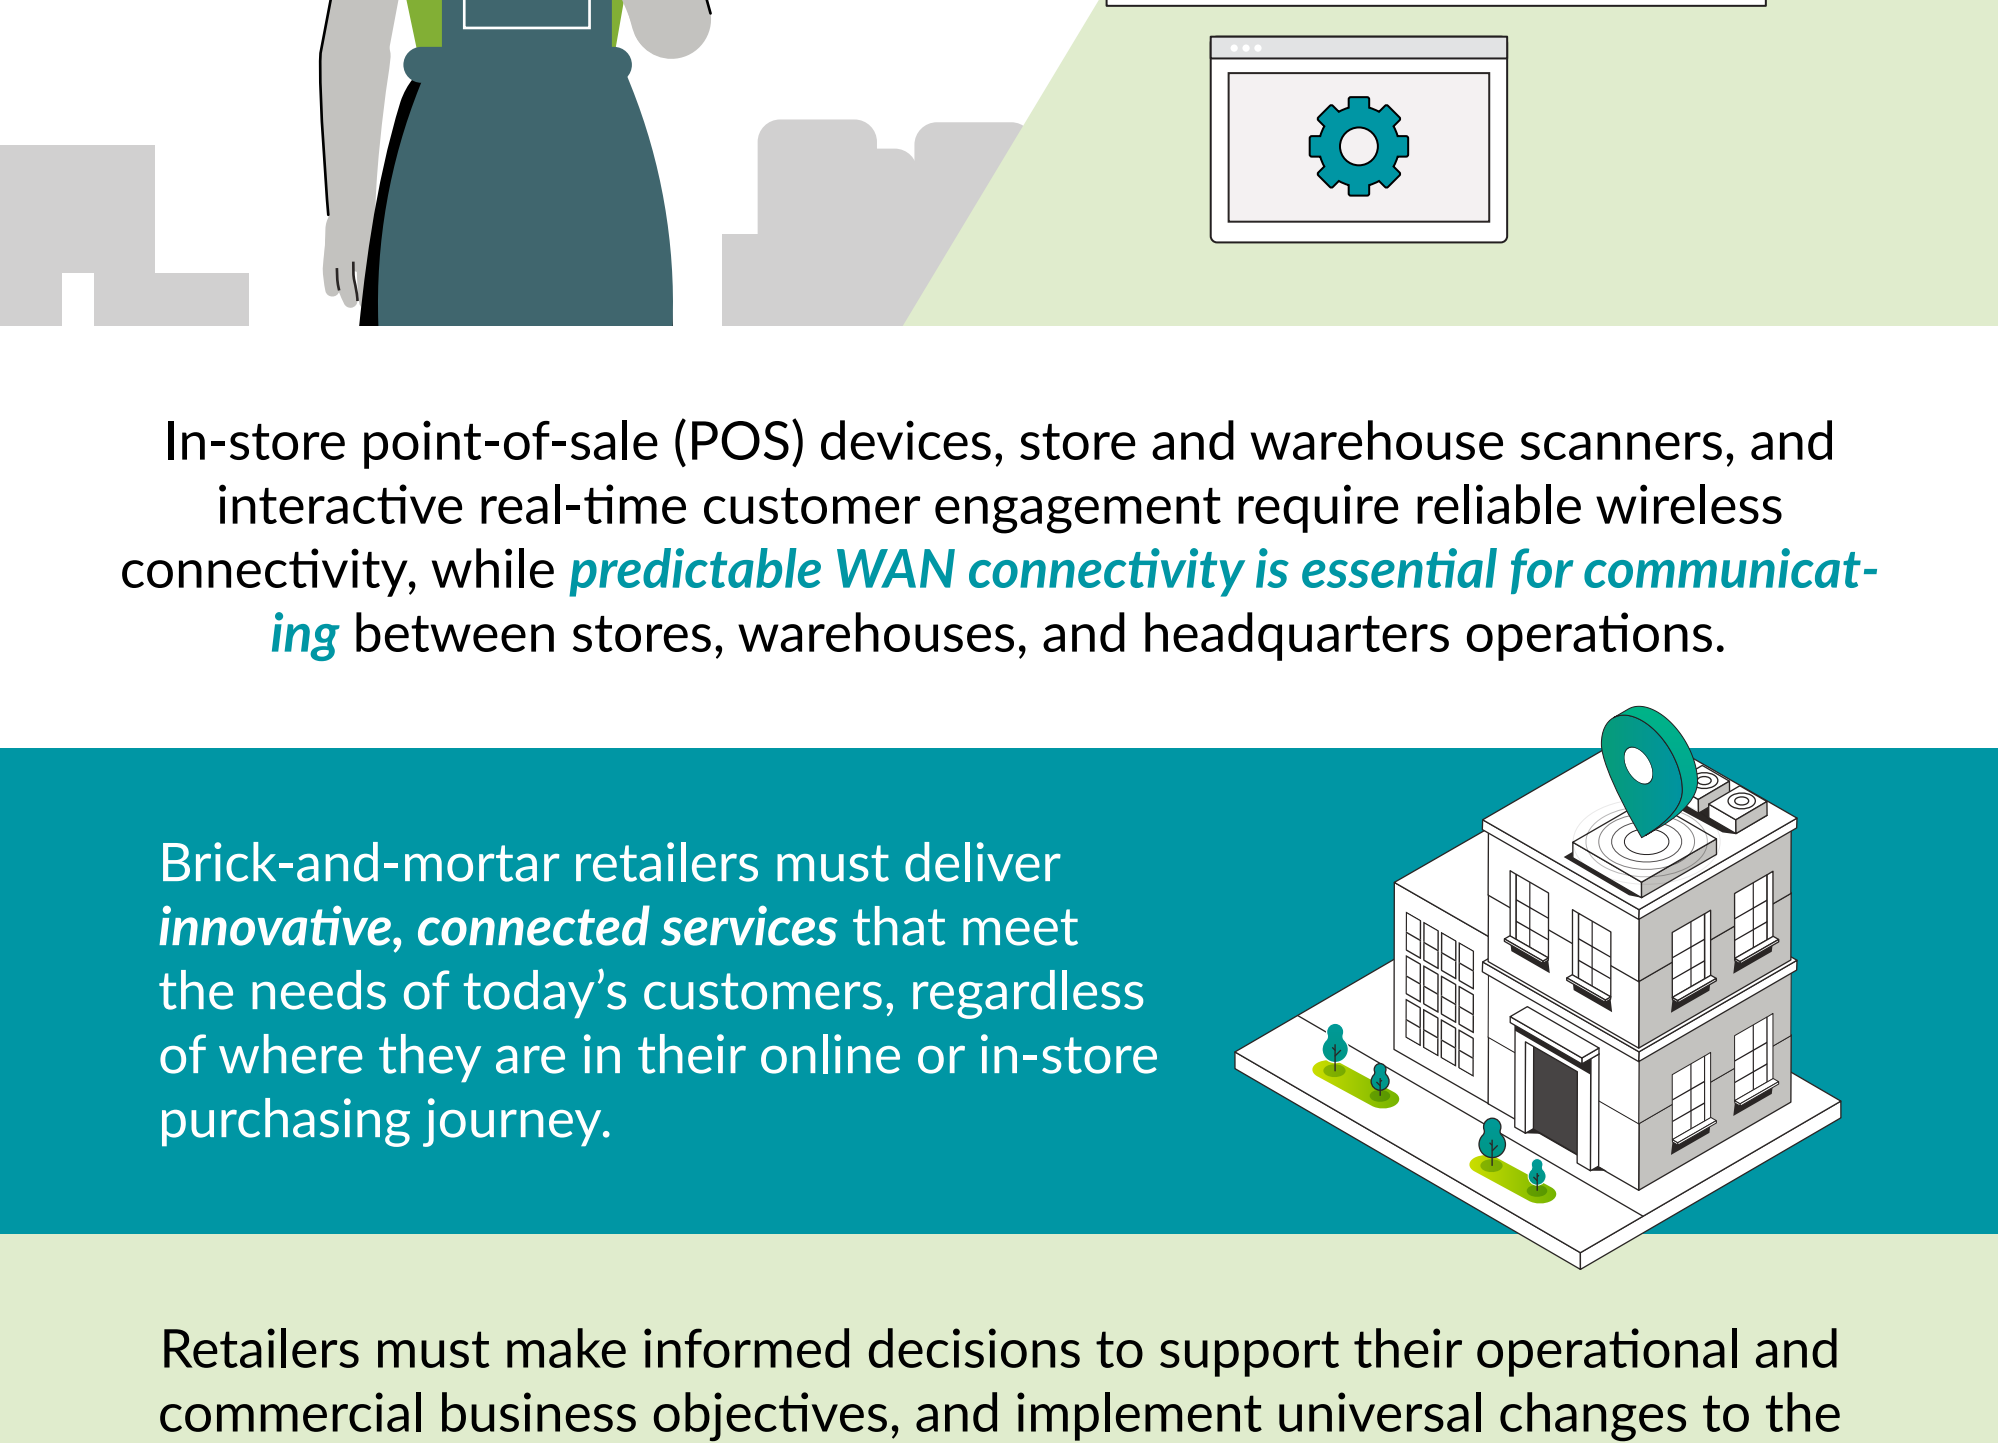 In-store point-of-sale (POS) devices, store and warehouse scanners, and
interactive real-time customer engagement require reliable wireless
connectivity, while predictable WAN connectivity is essential for communicat-
ing between stores, warehouses, and headquarters operations.
Brick-and-mortar retailers must deliver
innovative, connected services that meet
the needs of today’s customers, regardless
of where they are in their online or in-store
purchasing journey.
Retailers must make informed decisions to support their operational and
commercial business objectives, and implement universal changes to the